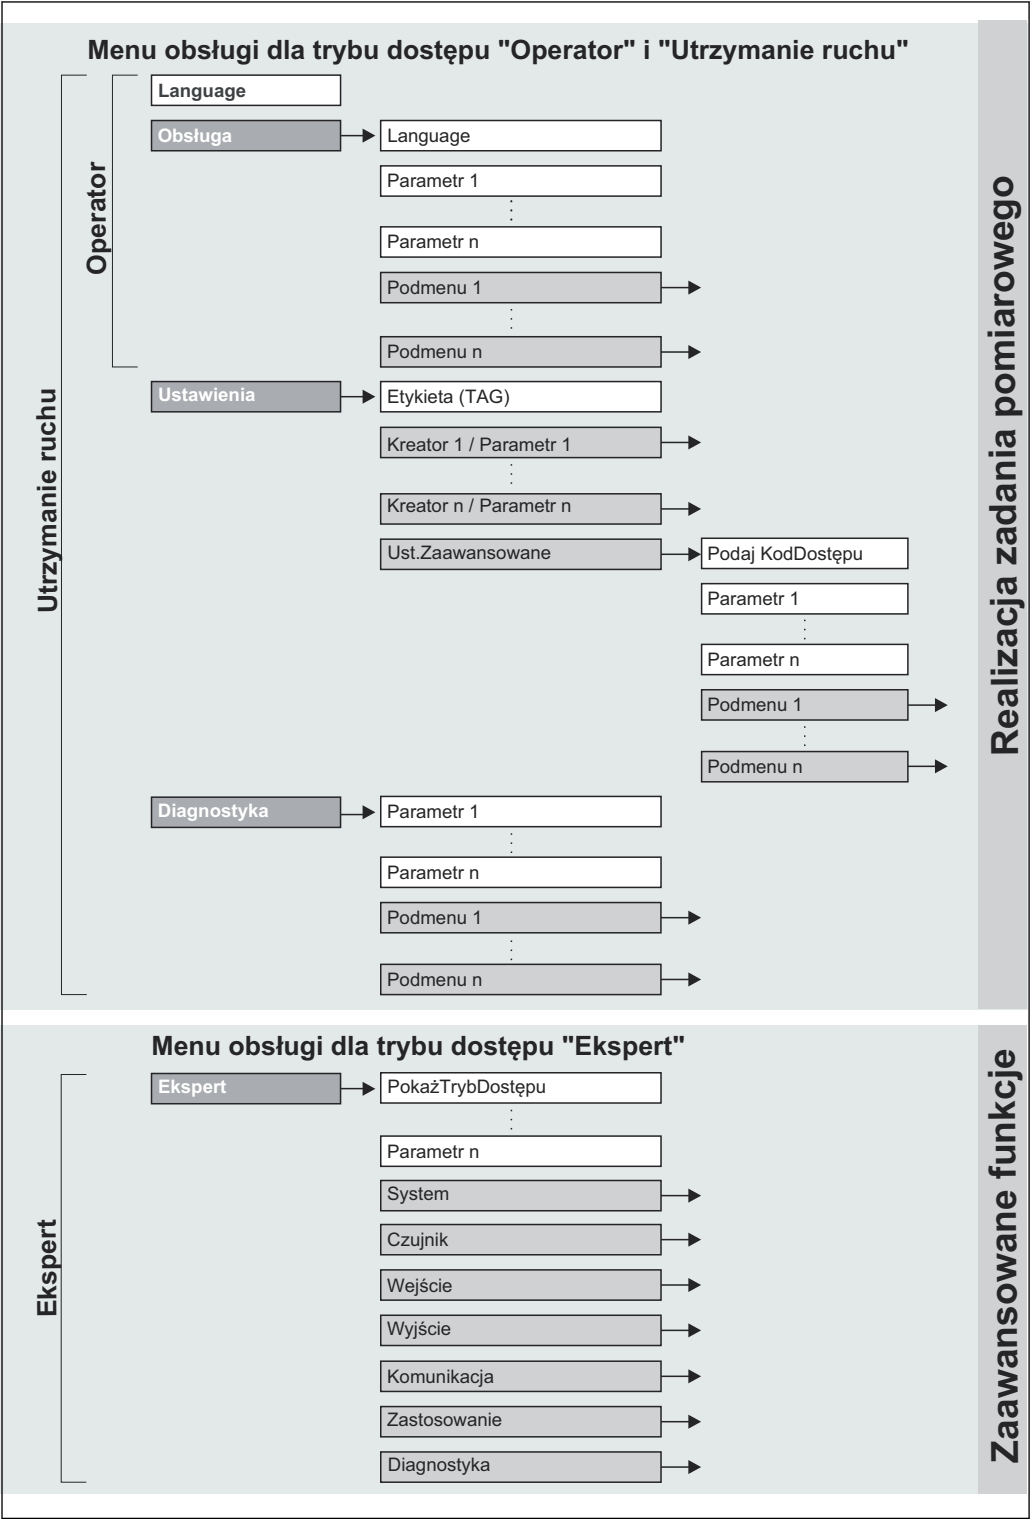 Menu obsługi dla trybu dostępu "Operator" i "Utrzymanie ruchu"
Operator
Utrzymanie ruchu
Language
Obsługa
Language
Parametr 1
Parametr n
Podmenu 1
Podmenu n
Ustawienia
Etykieta (TAG)
Kreator 1 / Parametr 1
Kreator n / Parametr n
Ust.Zaawansowane
Podaj KodDostępu
Parametr 1
Parametr n
Podmenu 1
Podmenu n
Diagnostyka
Parametr 1
Parametr n
Podmenu 1
Podmenu n
Realizacja zadania pomiarowego
Menu obsługi dla trybu dostępu "Ekspert"
Ekspert
Ekspert
PokażTrybDostępu
Parametr n
System
Czujnik
Wejście
Wyjście
Komunikacja
Zastosowanie
Diagnostyka
Zaawansowane funkcje